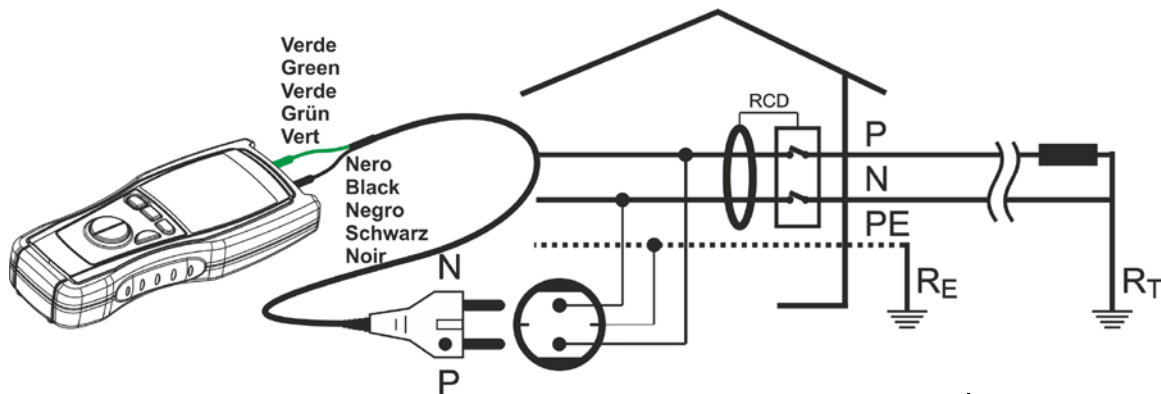 Verde
Green
Verde
Grün
Vert
Nero
Black
Negro
Schwarz
Noir
N
P
RCD
P
N
PE
RE
RT